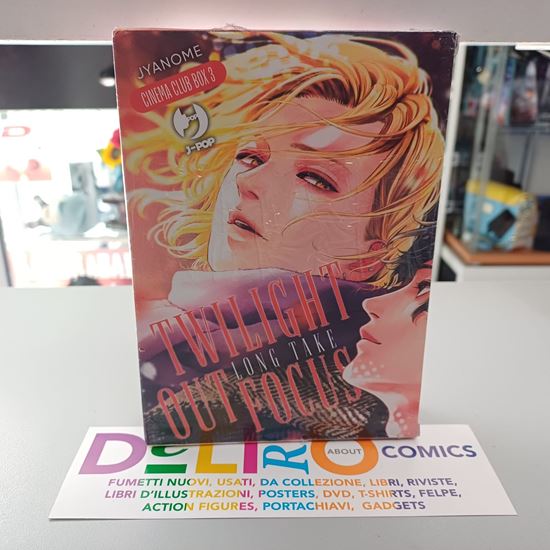 JYANOME
CINEMA CLUB BOX 3
POP
J-POP
TWILIGHT
LONG TAKE
OUT FOCUS
DELIRO
ABOUT
COMICS
FUMETTI NUOVI, USATI, DA COLLEZIONE, LIBRI, RIVISTE,
LIBRI D'ILLUSTRAZIONI, POSTERS, DVD, T-SHIRTS, FELPE,
ACTION FIGURES, PORTACHIAVI, GADGETS